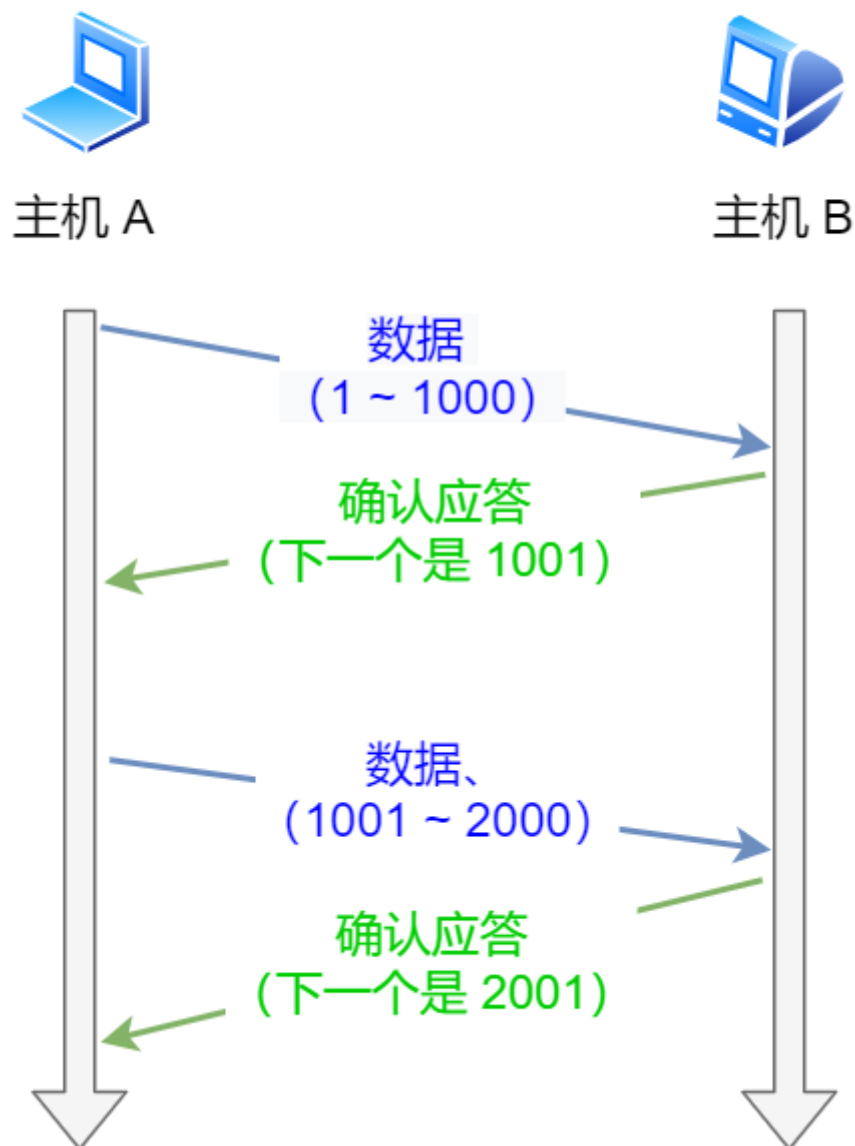 主机 A
主机 B
数据
（1 ~ 1000）
确认应答
（下一个是 1001）
数据、
（1001 ~ 2000）
确认应答
（下一个是 2001）